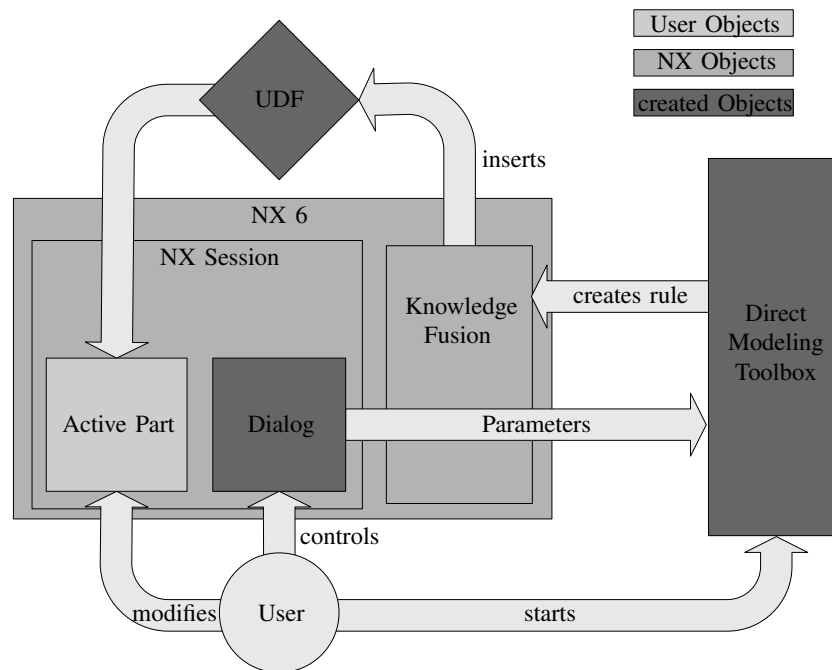 User Objects
NX Objects
created Objects
UDF
inserts
NX 6
NX Session
Knowledge
Fusion
creates rule
Direct
Modeling
Toolbox
Active Part
Dialog
Parameters
controls
modifies
User
starts